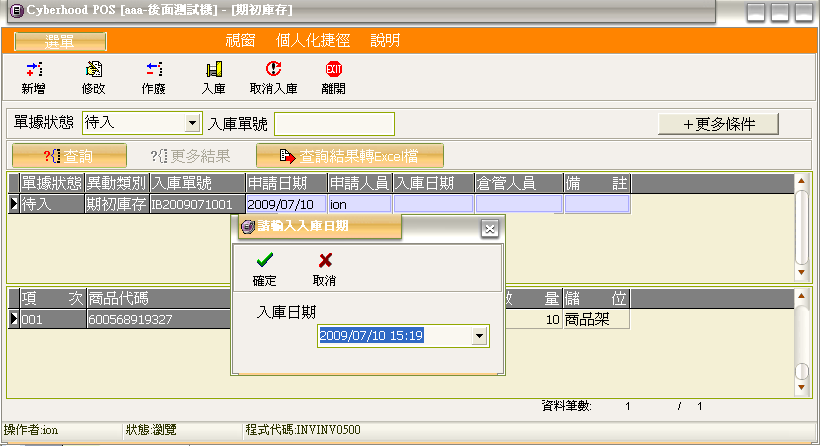 Cyberhood POS [aaa-後面測試機] - [期初庫存]
選單 視窗 個人化捷徑 說明
新增 修改 作廢 入庫 取消入庫 EXIT 離開
單據狀態 待入 入庫單號 +更多條件
?{} 查詢 ?{} 更多結果 查詢結果轉Excel檔
單據狀態 異動類別 入庫單號 申請日期 申請人員 入庫日期 倉管人員 備 註
待入 期初庫存 IB2009071001 2009/07/10 ion
請輸入入庫日期
確定 取消
入庫日期
2009/07/10 15:19
項 次 商品代碼 量 儲 位
001 600568919327 10 商品架
資料筆數: 1 / 1
操作者:ion 狀態:瀏覽 程式代碼:INVINV0500